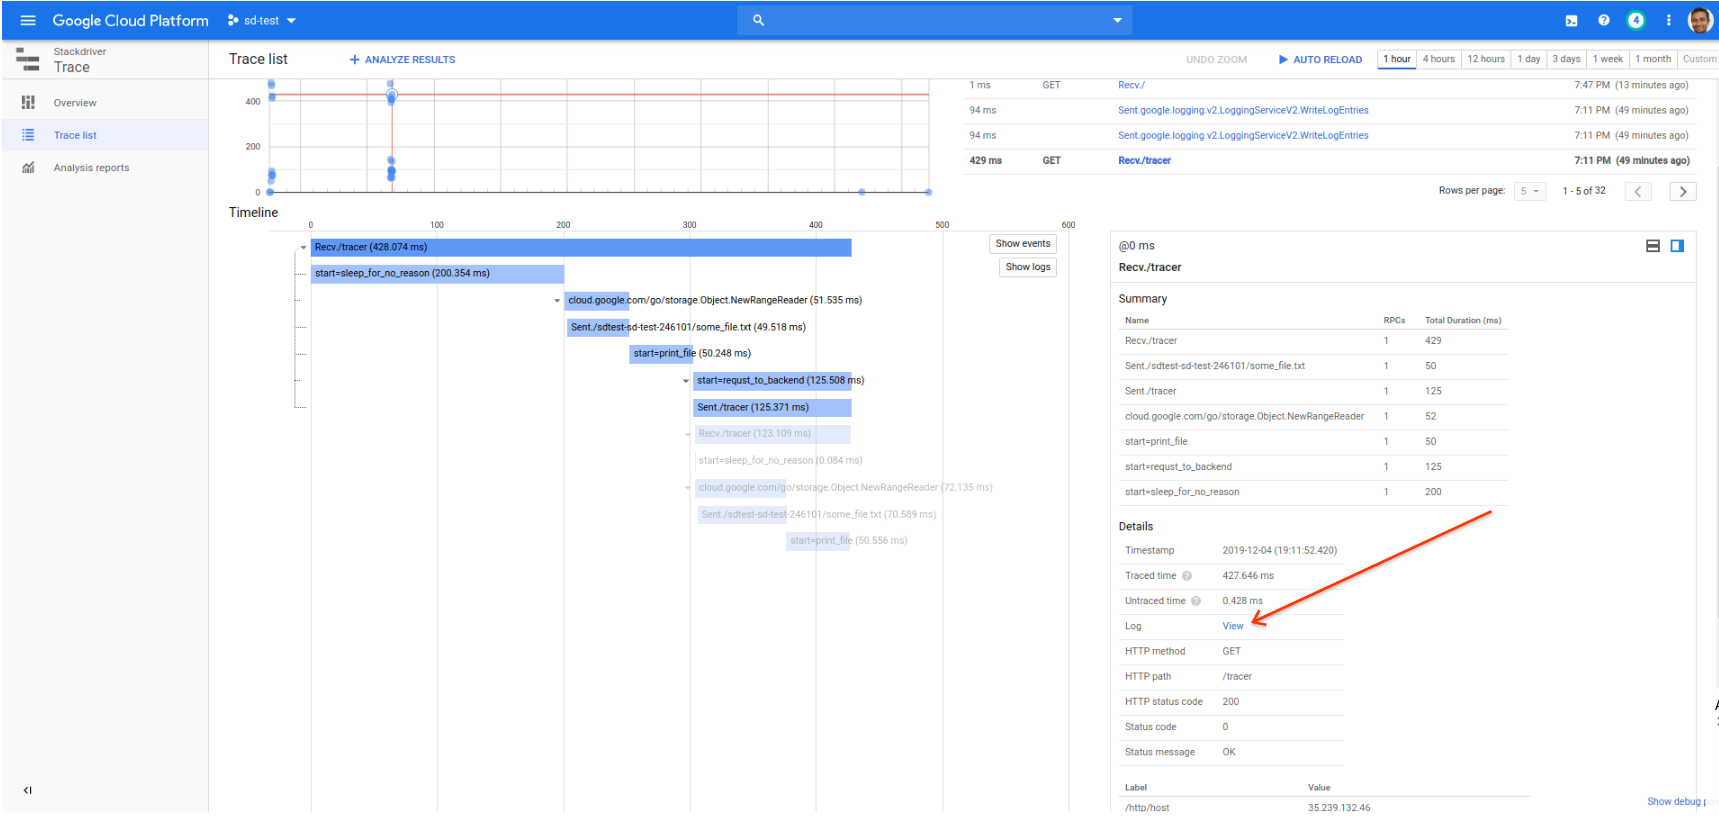 Google Cloud Platform sd-test
4
Stackdriver
Trace
Overview
Trace list
Analysis reports
Trace list ANALYZE RESULTS UNDO ZOOM AUTO RELOAD 1 hour 4 hours 12 hours 1 day 3 days 1 week 1 month Custom
400
200
0
1 ms GET Recv./ 7:47 PM (13 minutes ago)
94 ms Sent.google.logging.v2.LoggingServiceV2.WriteLogEntries 7:11 PM (49 minutes ago)
94 ms Sent.google.logging.v2.LoggingServiceV2.WriteLogEntries 7:11 PM (49 minutes ago)
429 ms GET Recv./tracer 7:11 PM (49 minutes ago)
Rows per page: 5 1 - 5 of 32
Timeline
0 100 200 300 400 500 600
Recv./tracer (428.074 ms)
start=sleep_for_no_reason (200.354 ms)
cloud.google.com/go/storage.Object.NewRangeReader (51.535 ms)
Sent./sdtest-sd-test-246101/some_file.txt (49.518 ms)
start=print_file (50.248 ms)
start=requst_to_backend (125.508 ms)
Sent./tracer (125.371 ms)
Recv./tracer (123.109 ms)
start=sleep_for_no_reason (0.084 ms)
cloud.google.com/go/storage.Object.NewRangeReader (72.135 ms)
Sent./sdtest-sd-test-246101/some_file.txt (70.589 ms)
start=print_file (50.556 ms)
Show events
Show logs
@0 ms
Recv./tracer
Summary
Name RPCs Total Duration (ms)
Recv./tracer 1 429
Sent./sdtest-sd-test-246101/some_file.txt 1 50
Sent./tracer 1 125
cloud.google.com/go/storage.Object.NewRangeReader 1 52
start=print_file 1 50
start=requst_to_backend 1 125
start=sleep_for_no_reason 1 200
Details
Timestamp 2019-12-04 (19:11:52.420)
Traced time 427.646 ms
Untraced time 0.428 ms
Log View
HTTP method GET
HTTP path /tracer
HTTP status code 200
Status code 0
Status message OK
Label Value
/http/host 35.239.132.46
Show debug